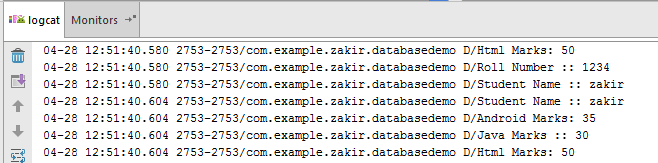 logcat Monitors
04-28 12:51:40.580 2753-2753/com.example.zakir.databasedemo D/Html Marks: 50
04-28 12:51:40.580 2753-2753/com.example.zakir.databasedemo D/Roll Number :: 1234
04-28 12:51:40.580 2753-2753/com.example.zakir.databasedemo D/Student Name :: zakir
04-28 12:51:40.604 2753-2753/com.example.zakir.databasedemo D/Student Name :: zakir
04-28 12:51:40.604 2753-2753/com.example.zakir.databasedemo D/Android Marks: 35
04-28 12:51:40.604 2753-2753/com.example.zakir.databasedemo D/Java Marks :: 30
04-28 12:51:40.604 2753-2753/com.example.zakir.databasedemo D/Html Marks: 50